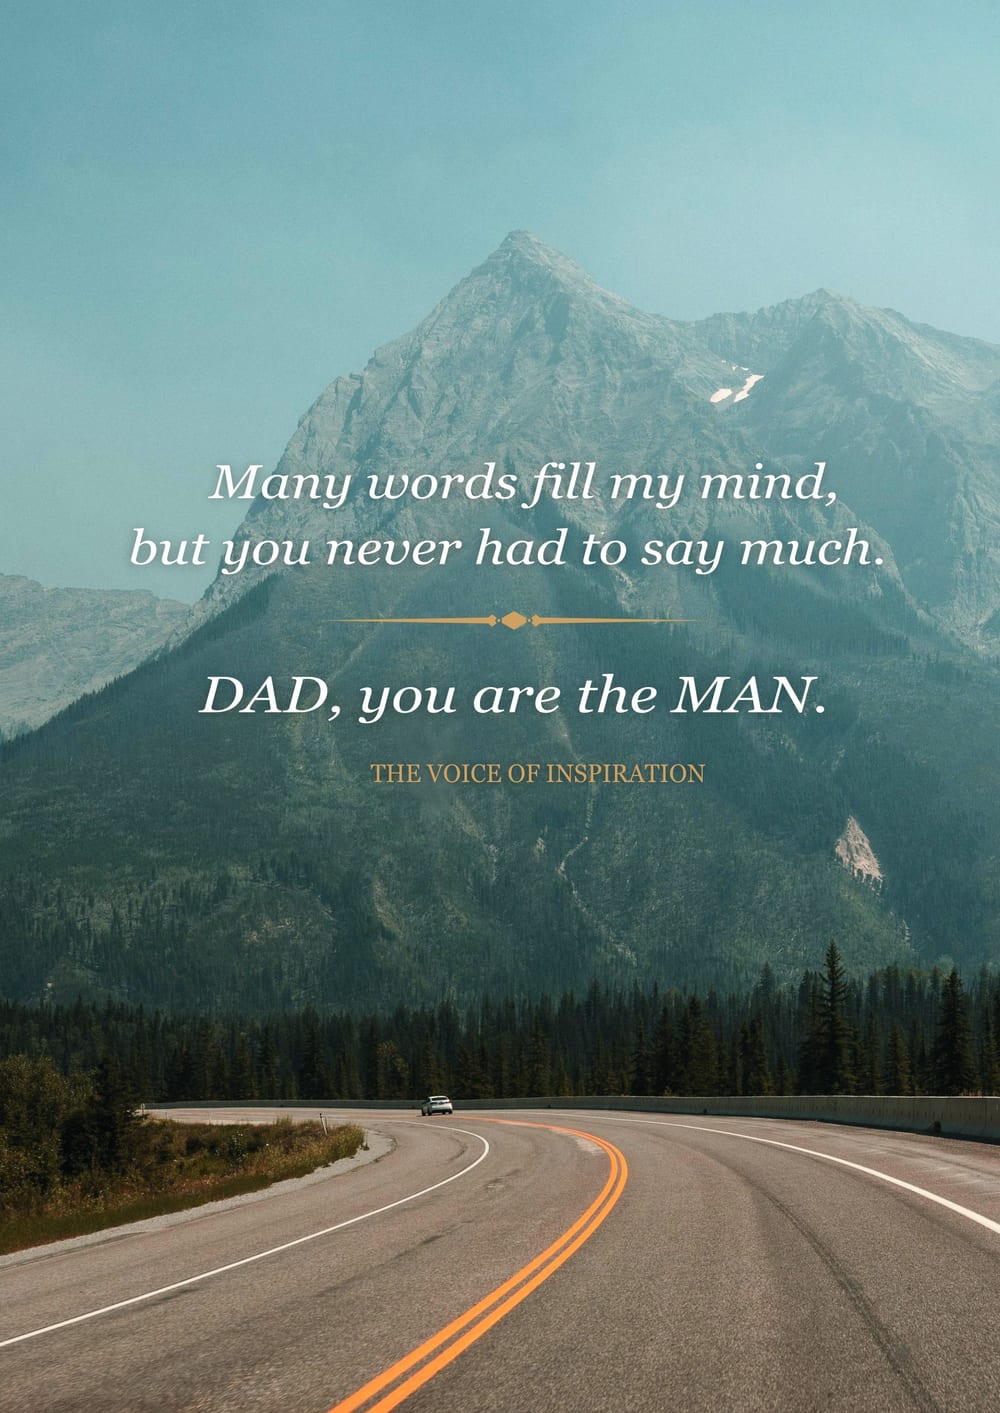 Many words fill my mind,
but you never had to say much.
DAD, you are the MAN.
THE VOICE OF INSPIRATION